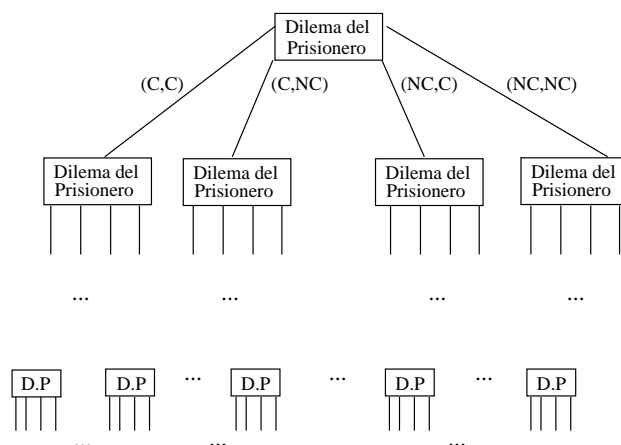 Dilema del
Prisionero
(C,C)
(C,NC)
(NC,C)
(NC,NC)
Dilema del
Prisionero
Dilema del
Prisionero
Dilema del
Prisionero
Dilema del
Prisionero
...
...
...
...
D.P
D.P
...
D.P
...
D.P
...
D.P
...
...
...